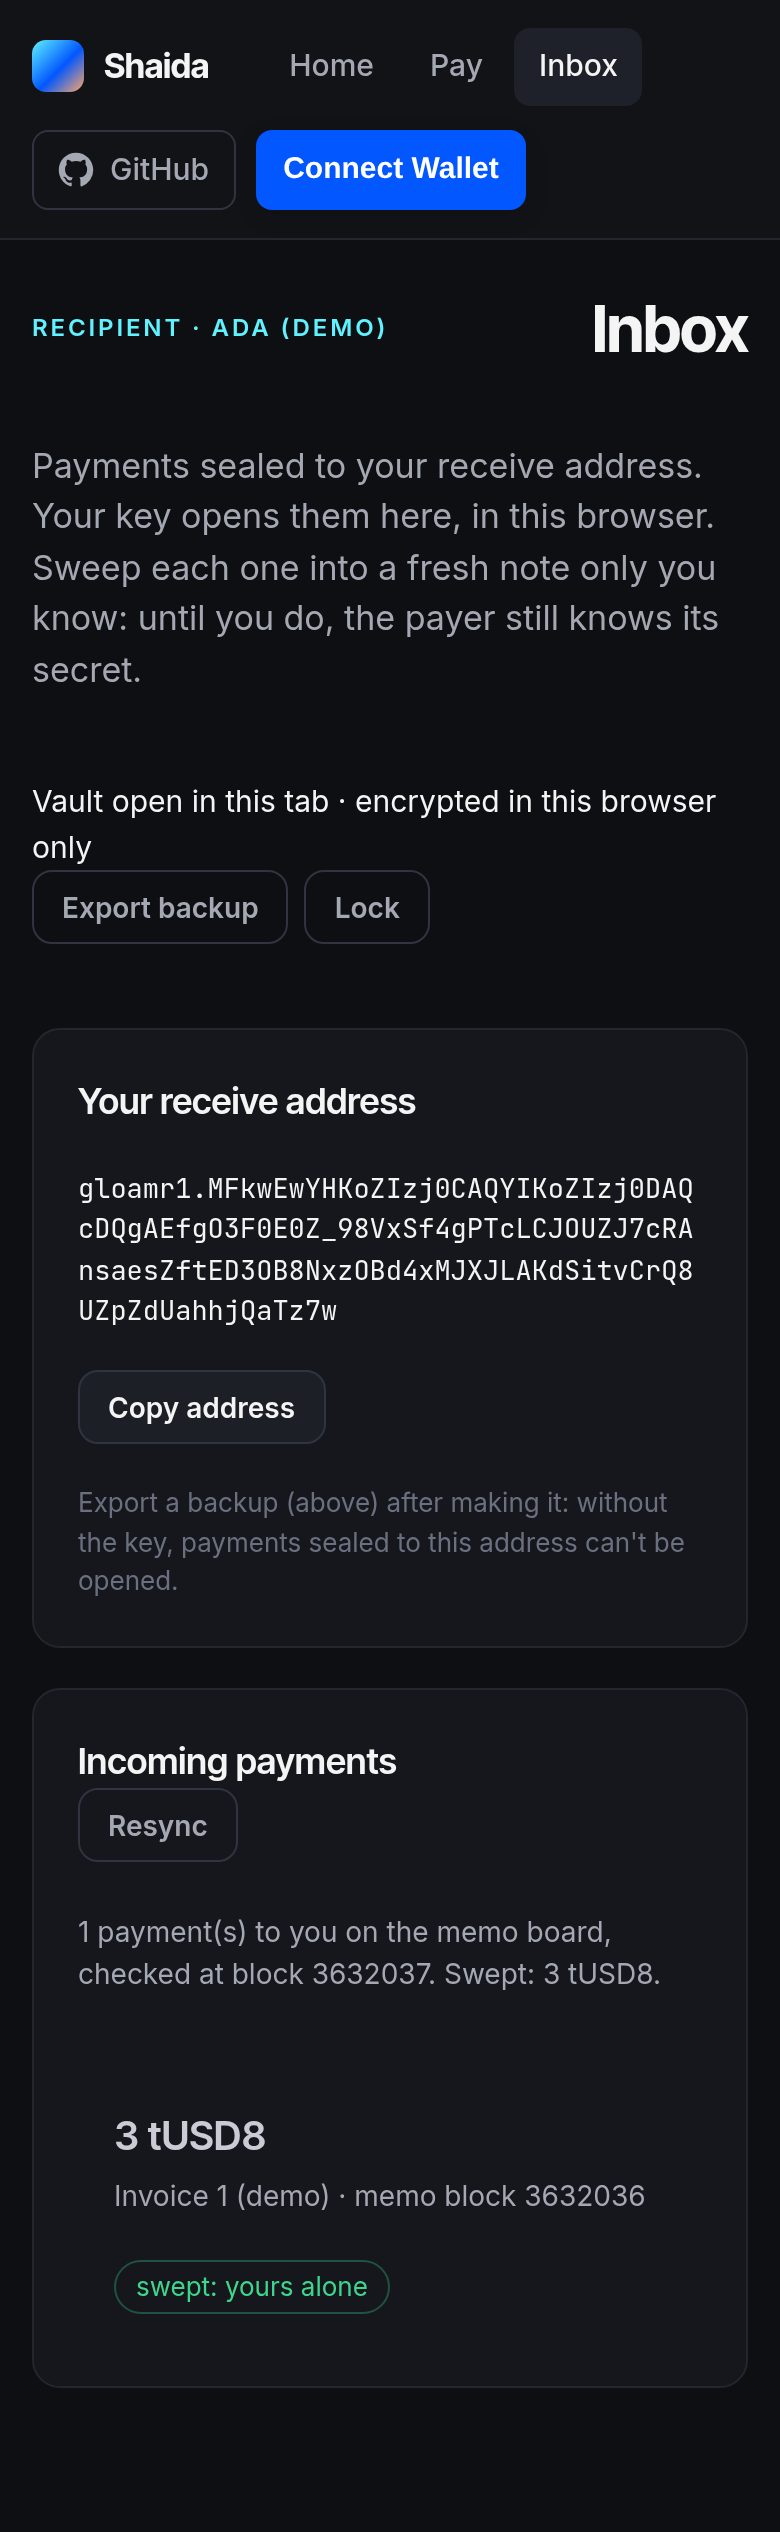 Shaida
Home
Pay
Inbox
GitHub
Connect Wallet
RECIPIENT · ADA (DEMO)
Inbox
Payments sealed to your receive address.
Your key opens them here, in this browser.
Sweep each one into a fresh note only you
know: until you do, the payer still knows its
secret.
Vault open in this tab · encrypted in this browser
only
Export backup
Lock
Your receive address
gloamr1.MFkwEwYHKoZIzj0CAQYIKoZIzj0DAQ
cDQgAEfgO3F0E0Z_98VxSf4gPTcLCJOUZJ7cRA
nsaesZftED3OB8NxzOBd4xMJXJLAKdSitvCrQ8
UZpZdUahhjQaTz7w
Copy address
Export a backup (above) after making it: without
the key, payments sealed to this address can't be
opened.
Incoming payments
Resync
1 payment(s) to you on the memo board,
checked at block 3632037. Swept: 3 tUSD8.
3 tUSD8
Invoice 1 (demo) · memo block 3632036
swept: yours alone